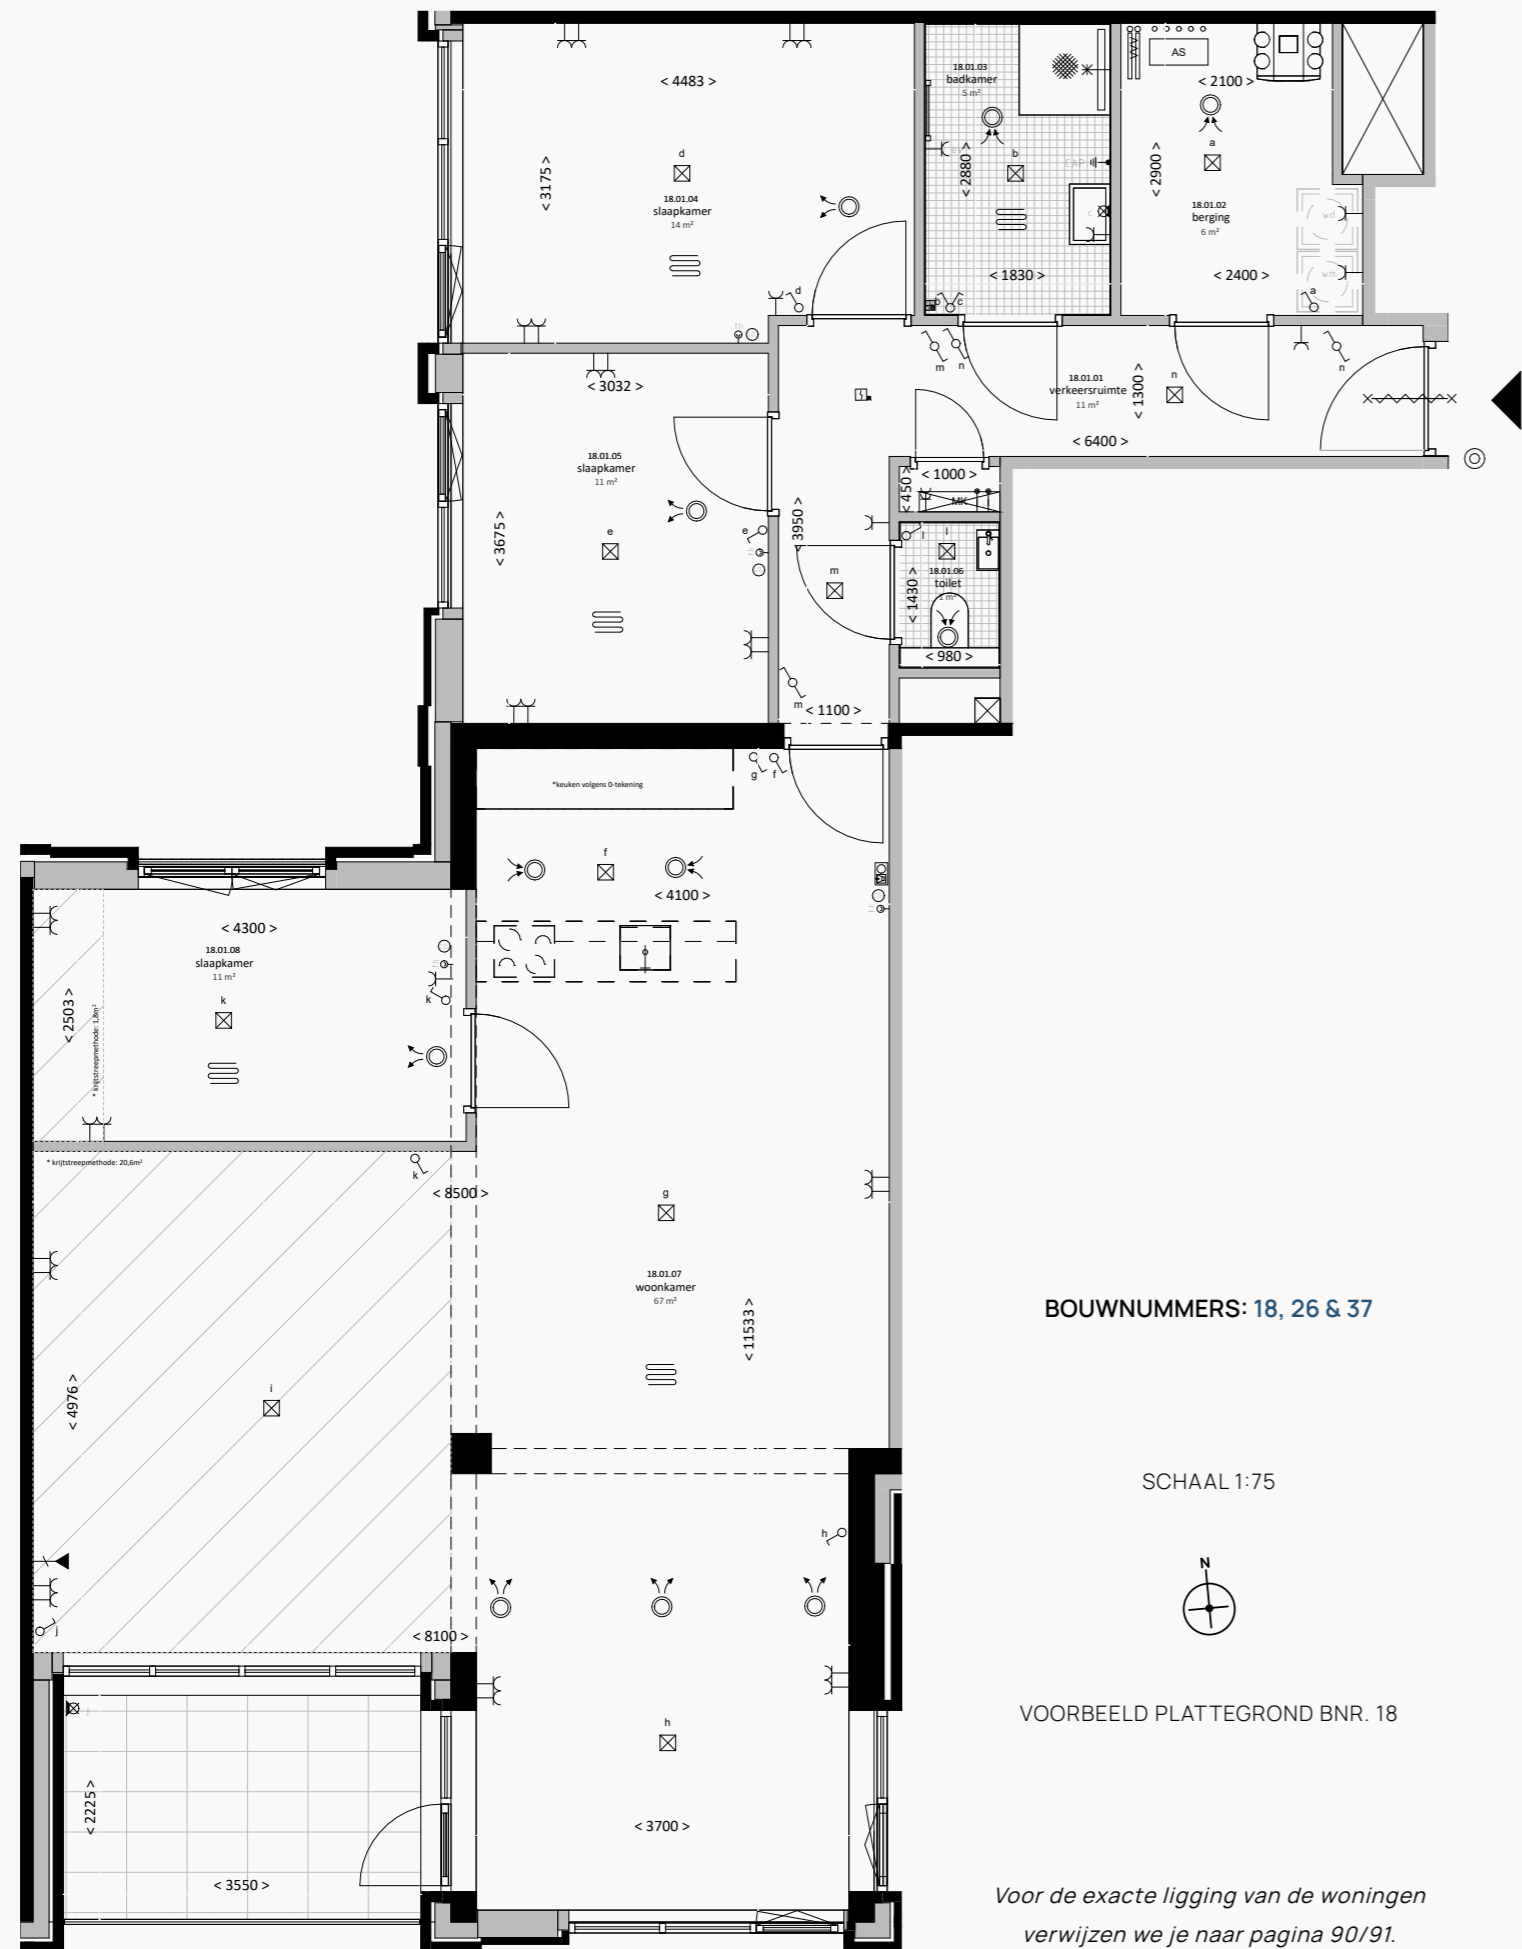 < 4483 >
18.01.03
badkamer
5 m²
AS
< 2100 >
d
< 3175 >
18.01.04
slaapkamer
14 m²
b
< 2880 >
a
< 2900 >
18.01.02
berging
6 m²
wd
c
< 1830 >
< 2400 >
wm
d
b
c
a
m
n
n
< 3032 >
18.01.01
verkeersruimte
11 m²
< 1300 >
n
< 6400 >
18.01.05
slaapkamer
11 m²
< 1000 >
< 450 >
MK
< 3675 >
e
e
< 3950 >
l
l
m
18.01.06
toilet
1 m²
< 1430 >
< 980 >
m
< 1100 >
g
f
*keuken volgens 0-tekening
f
< 4100 >
< 4300 >
18.01.08
slaapkamer
11 m²
k
k
< 2503 >
* krijtstreepmethode: 1,8m²
* krijtstreepmethode: 20,6m²
k
< 8500 >
g
18.01.07
woonkamer
67 m²
< 11533 >
BOUWNUMMERS: 18, 26 & 37
i
< 4976 >
SCHAAL 1:75
h
N
j
< 8100 >
j
h
VOORBEELD PLATTEGROND BNR. 18
< 2225 >
< 3700 >
< 3550 >
Voor de exacte ligging van de woningen
verwijzen we je naar pagina 90/91.